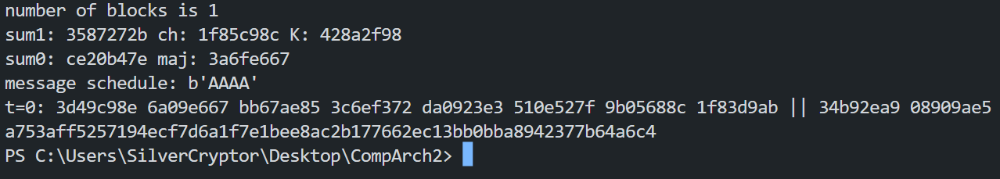 number of blocks is 1
sum1: 3587272b ch: 1f85c98c K: 428a2f98
sum0: ce20b47e maj: 3a6fe667
message schedule: b'AAAA'
t=0: 3d49c98e 6a09e667 bb67ae85 3c6ef372 da0923e3 510e527f 9b05688c 1f83d9ab || 34b92ea9 08909ae5
a753aff5257194ecf7d6a1f7e1bee8ac2b177662ec13bb0bba8942377b64a6c4
PS C:\Users\SilverCryptor\Desktop\CompArch2>